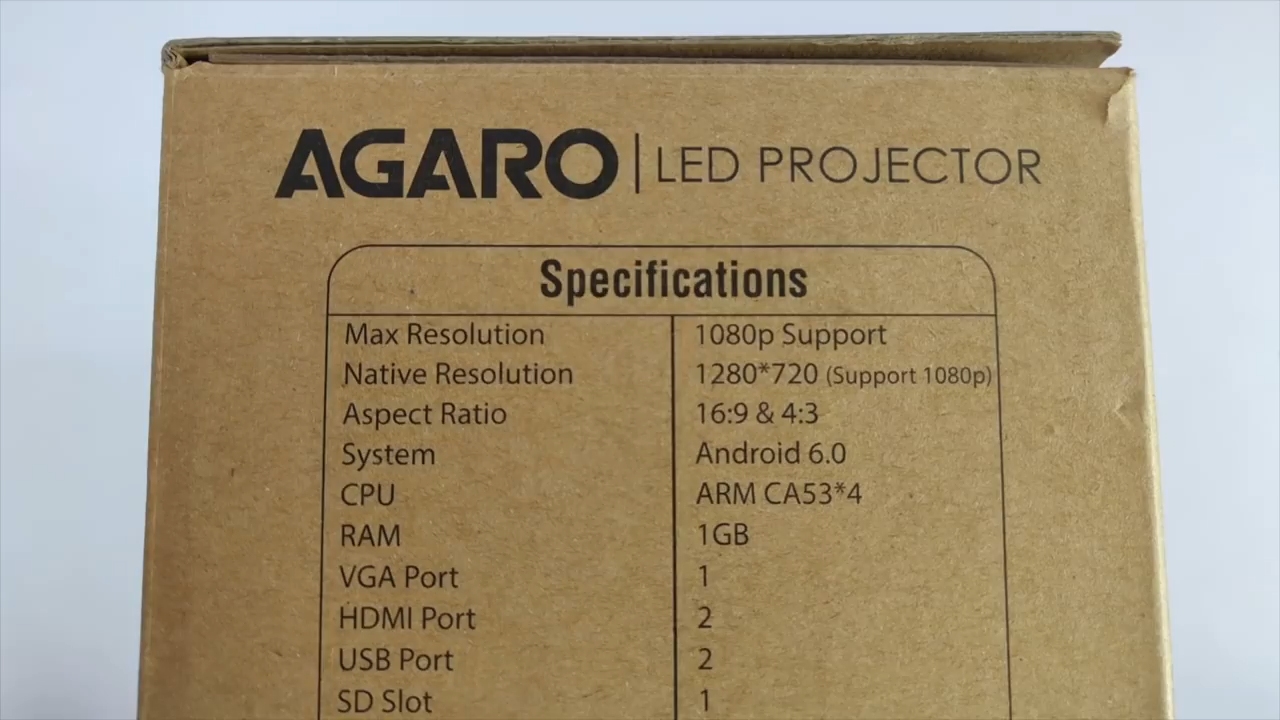 AGARO | LED PROJECTOR
Specifications
Max Resolution 1080p Support
Native Resolution 1280*720 (Support 1080p)
Aspect Ratio 16:9 & 4:3
System Android 6.0
CPU ARM CA53*4
RAM 1GB
VGA Port 1
HDMI Port 2
USB Port 2
SD Slot 1